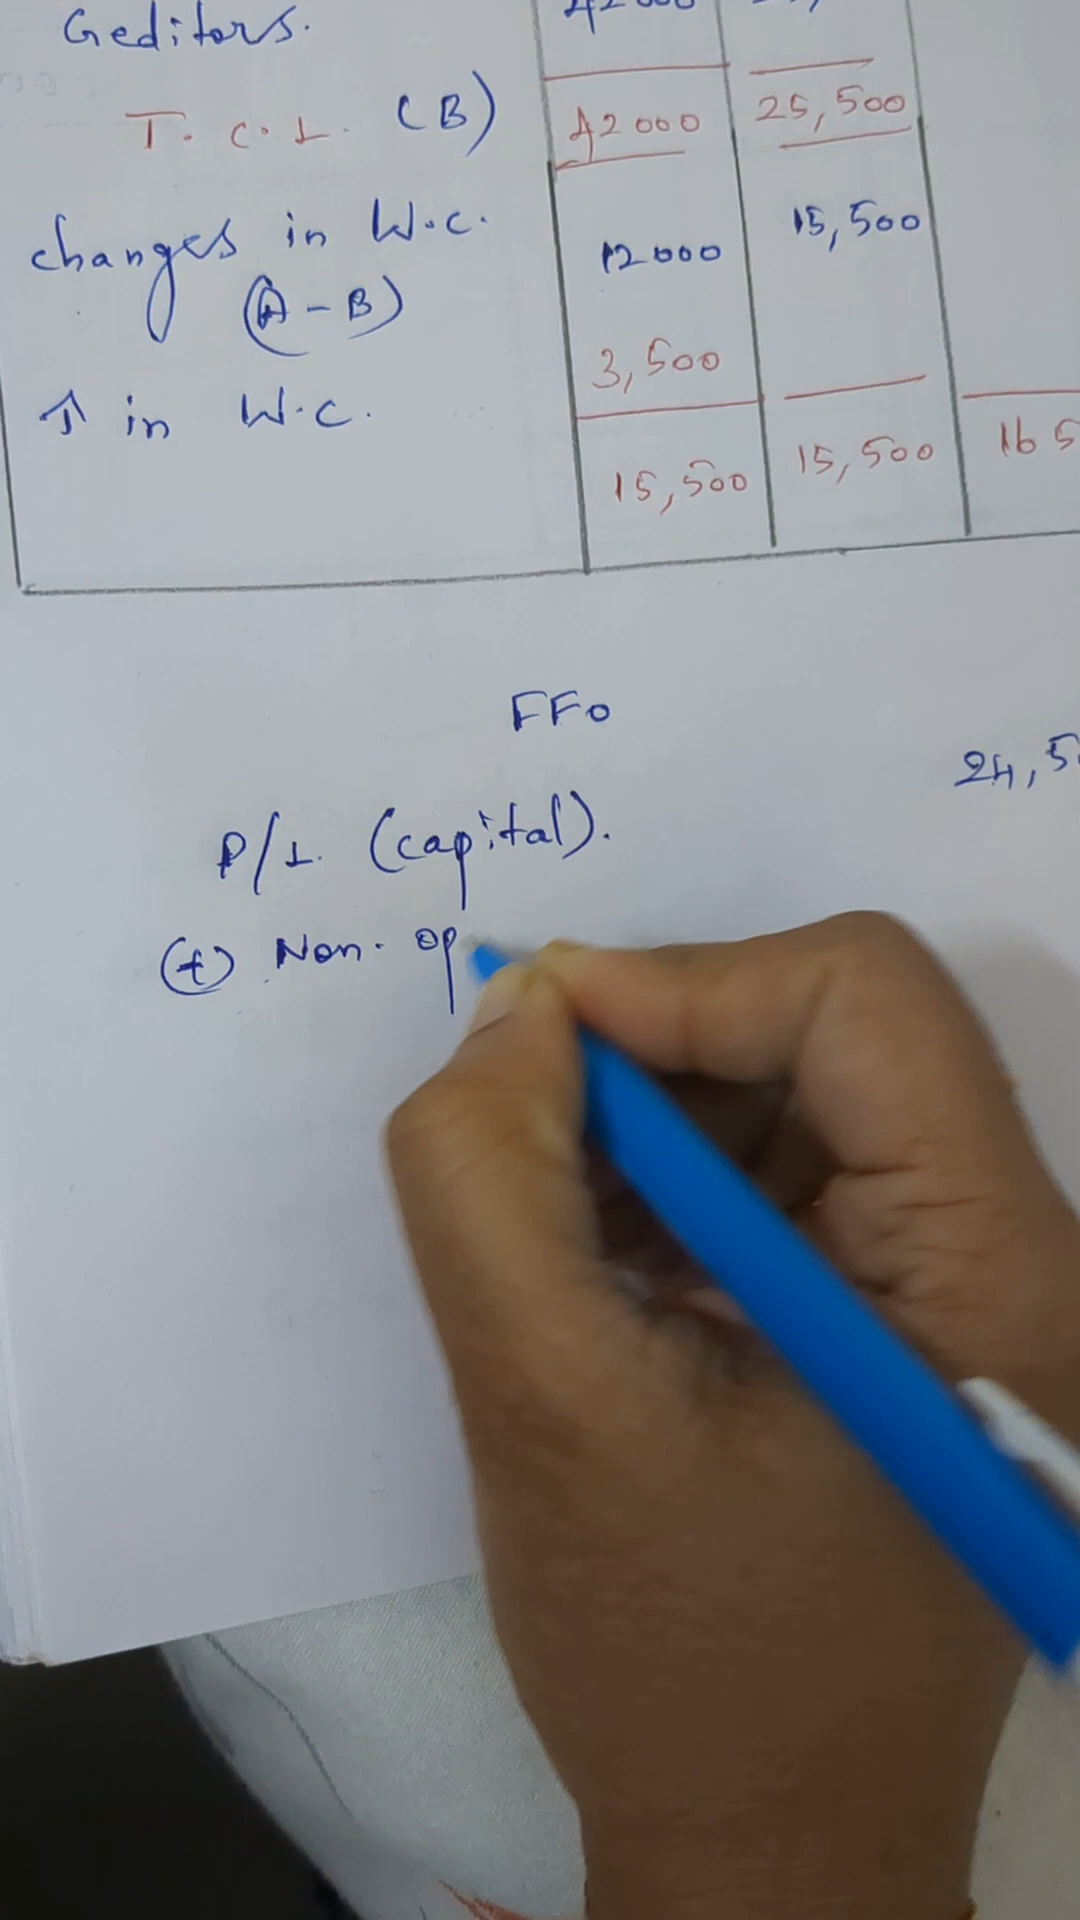 Creditors.
T. C. L. (B) 42000 25,500
changes in W.C. 12000 15,500
(A - B)
3,500
↑ in W.C.
15,500 15,500 165
FFO
24,5
P/L. (capital).
(+) Non. op